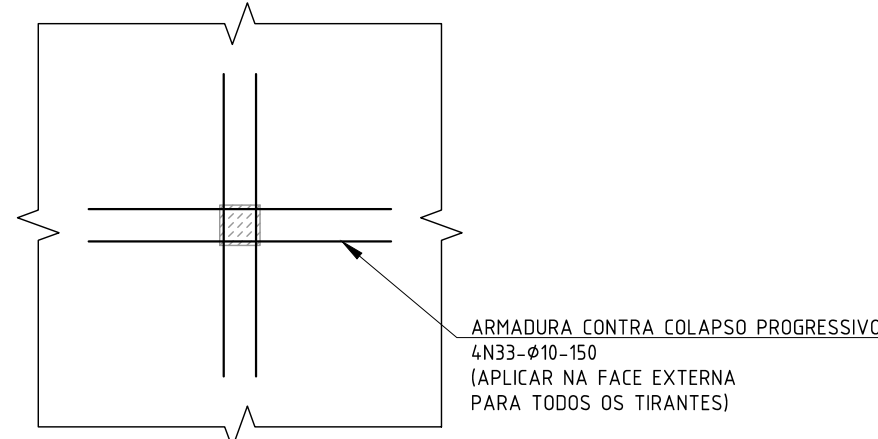 ARMADURA CONTRA COLAPSO PROGRESSIVO
4N33-Ø10-150
(APLICAR NA FACE EXTERNA
PARA TODOS OS TIRANTES)